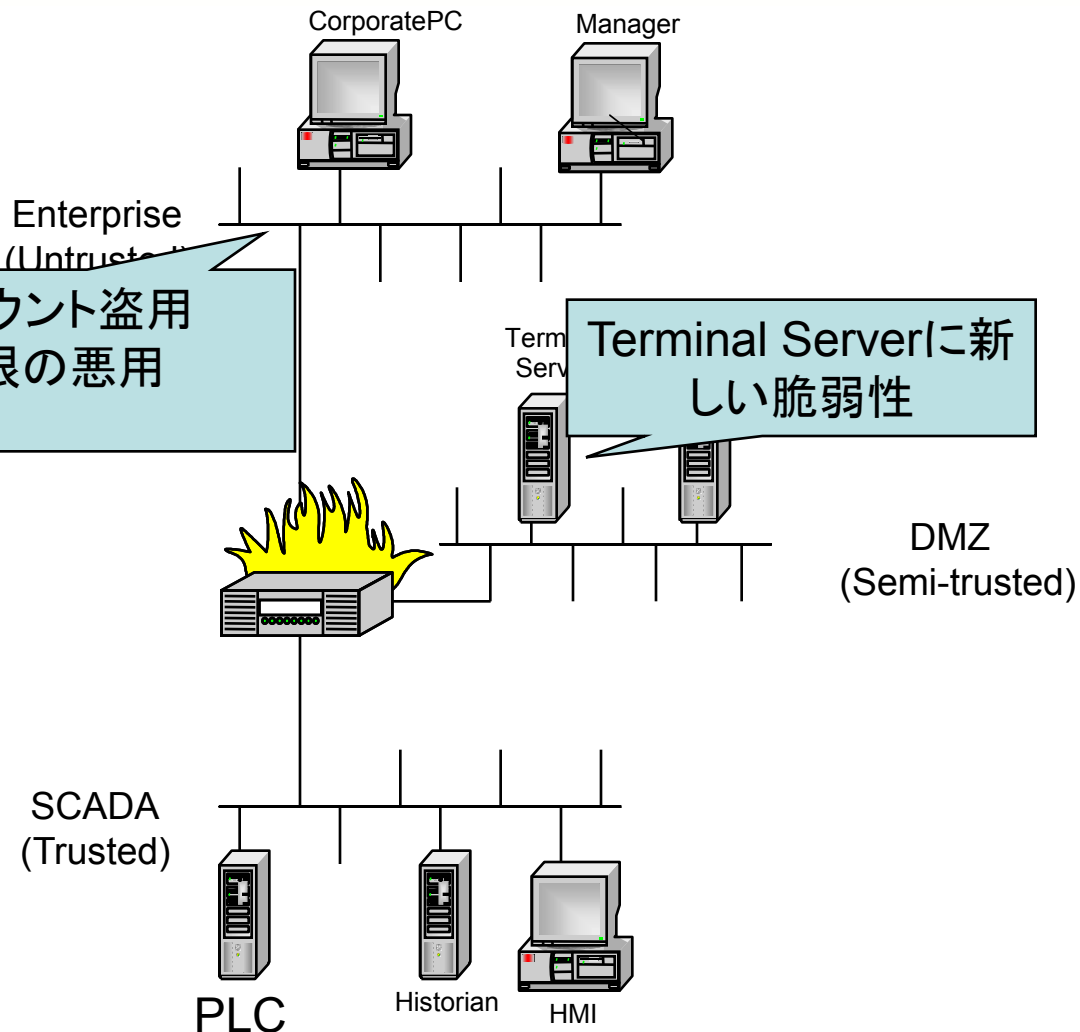 CorporatePC
Manager
Enterprise
(Untrusted)
ウント盗用
限の悪用
Terminal Serverに新
しい脆弱性
DMZ
(Semi-trusted)
SCADA
(Trusted)
PLC
Historian
HMI